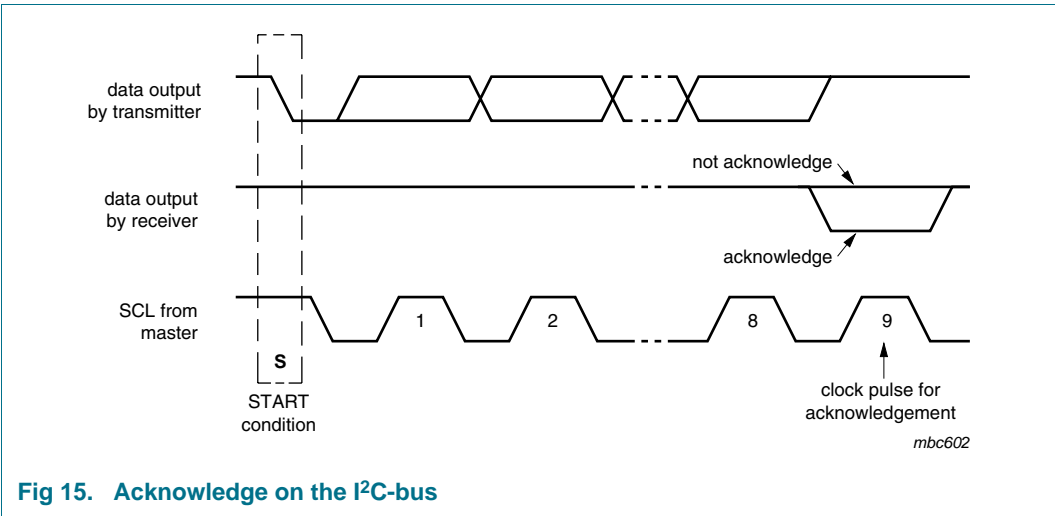 data output
by transmitter
not acknowledge
data output
by receiver
acknowledge
SCL from
master
1
2
8
9
S
START
condition
clock pulse for
acknowledgement
mbc602
Fig 15. Acknowledge on the I²C-bus